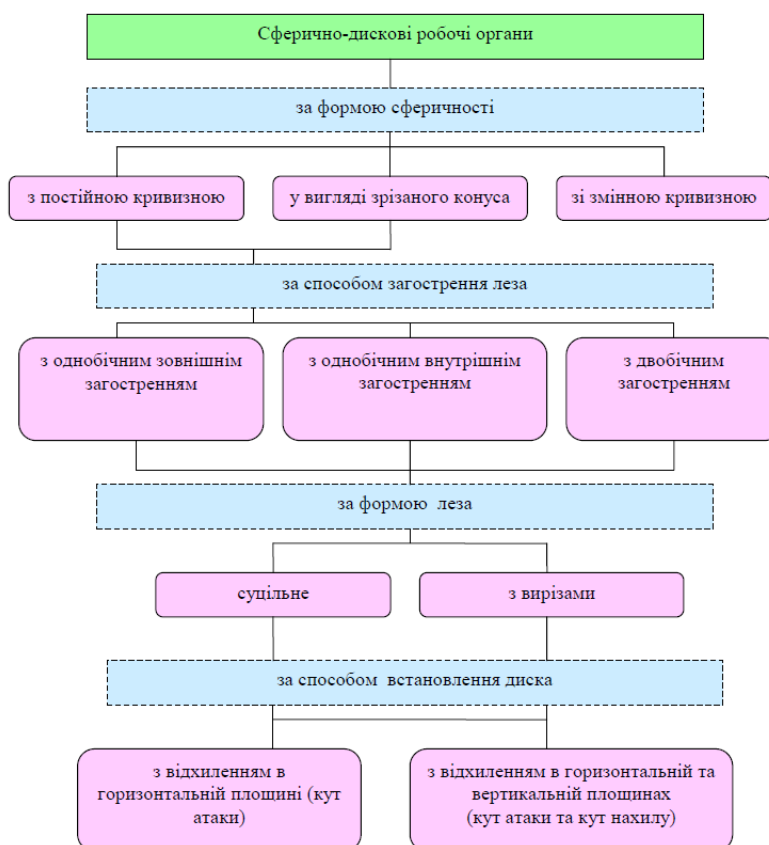 Сферично-дискові робочі органи
за формою сферичності
з постійною кривизною
у вигляді зрізаного конуса
зі змінною кривизною
за способом загострення леза
з однобічним зовнішнім
загостренням
з однобічним внутрішнім
загостренням
з двобічним
загостренням
за формою леза
суцільне
з вирізами
за способом встановлення диска
з відхиленням в
горизонтальній площині (кут
атаки)
з відхиленням в горизонтальній та
вертикальній площинах
(кут атаки та кут нахилу)